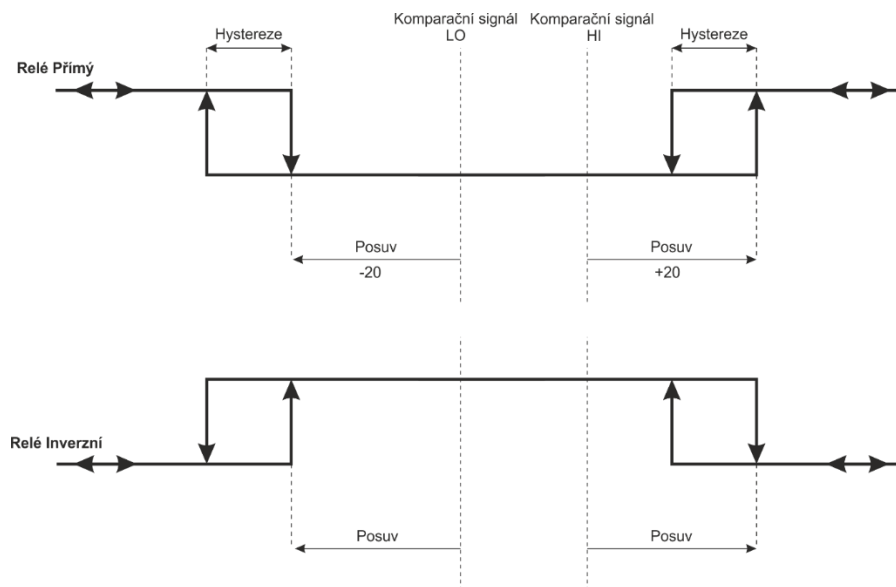 Komparační signál
LO
Komparační signál
HI
Hystereze
Hystereze
Relé Přímý
Posuv
-20
Posuv
+20
Relé Inverzní
Posuv
Posuv